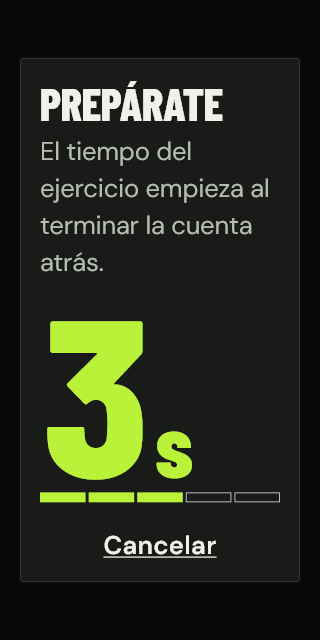 PREPÁRATE
El tiempo del
ejercicio empieza al
terminar la cuenta
atrás.
3s
Cancelar